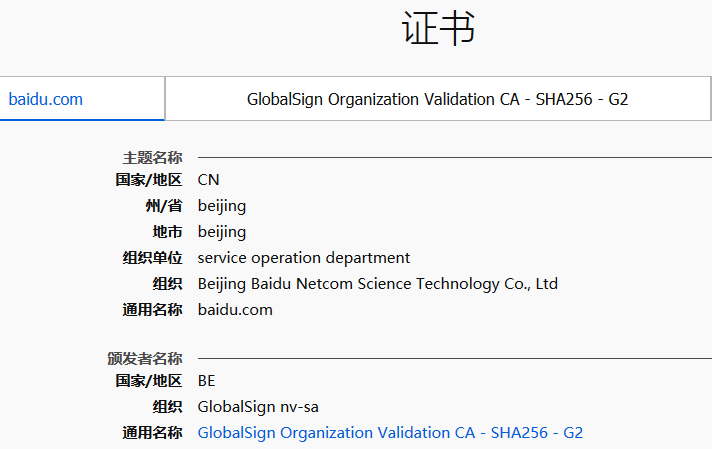 证书
baidu.com GlobalSign Organization Validation CA - SHA256 - G2
主题名称
国家/地区 CN
州/省 beijing
地市 beijing
组织单位 service operation department
组织 Beijing Baidu Netcom Science Technology Co., Ltd
通用名称 baidu.com
颁发者名称
国家/地区 BE
组织 GlobalSign nv-sa
通用名称 GlobalSign Organization Validation CA - SHA256 - G2